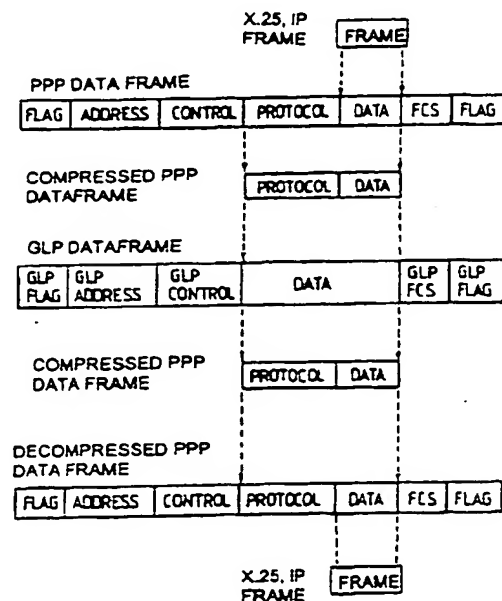 X.25, IP
FRAME
FRAME
PPP DATA FRAME
FLAG ADDRESS CONTROL PROTOCOL DATA FCS FLAG
COMPRESSED PPP
DATAFRAME
PROTOCOL DATA
GLP DATAFRAME
GLP FLAG GLP ADDRESS GLP CONTROL DATA GLP FCS GLP FLAG
COMPRESSED PPP
DATA FRAME
PROTOCOL DATA
DECOMPRESSED PPP
DATA FRAME
FLAG ADDRESS CONTROL PROTOCOL DATA FCS FLAG
X.25, IP
FRAME
FRAME